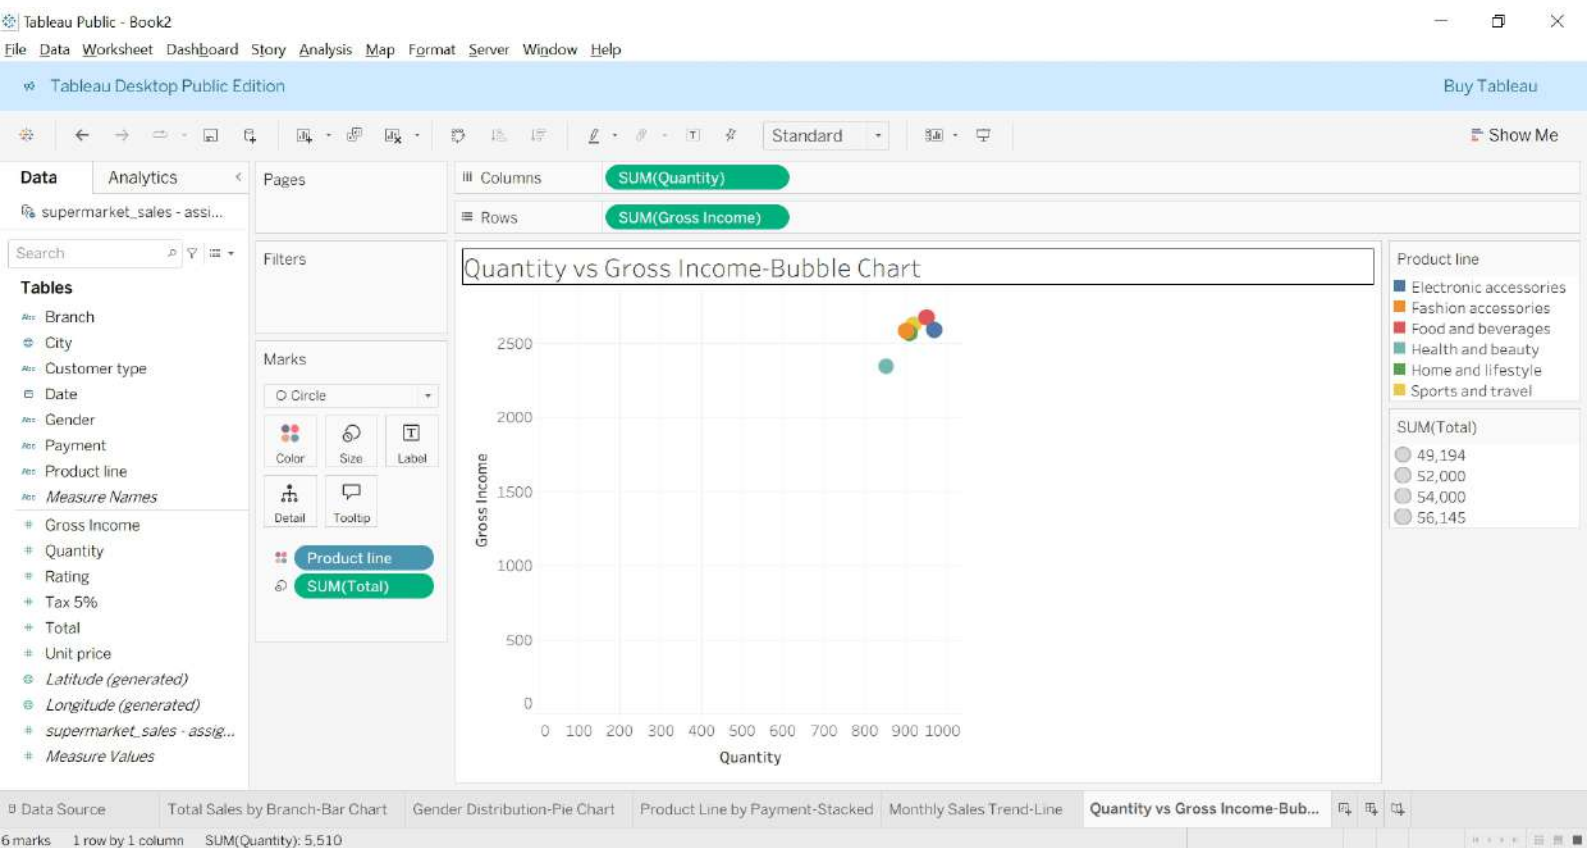 Tableau Public - Book2
File Data Worksheet Dashboard Story Analysis Map Format Server Window Help
Tableau Desktop Public Edition
Buy Tableau
Standard
Show Me
Data
Analytics
supermarket_sales - assi...
Search
Tables
Abc Branch
City
Abc Customer type
Date
Abc Gender
Abc Payment
Abc Product line
Abc Measure Names
# Gross Income
# Quantity
# Rating
# Tax 5%
# Total
# Unit price
Latitude (generated)
Longitude (generated)
# supermarket_sales - assig...
# Measure Values
Pages
Filters
Marks
Circle
Color
Size
T
Label
Detail
Tooltip
Product line
SUM(Total)
Columns
SUM(Quantity)
Rows
SUM(Gross Income)
Quantity vs Gross Income-Bubble Chart
2500
2000
1500
1000
500
0
Gross Income
0 100 200 300 400 500 600 700 800 900 1000
Quantity
Product line
Electronic accessories
Fashion accessories
Food and beverages
Health and beauty
Home and lifestyle
Sports and travel
SUM(Total)
49,194
52,000
54,000
56,145
Data Source
Total Sales by Branch-Bar Chart
Gender Distribution-Pie Chart
Product Line by Payment-Stacked
Monthly Sales Trend-Line
Quantity vs Gross Income-Bub...
6 marks 1 row by 1 column SUM(Quantity): 5,510